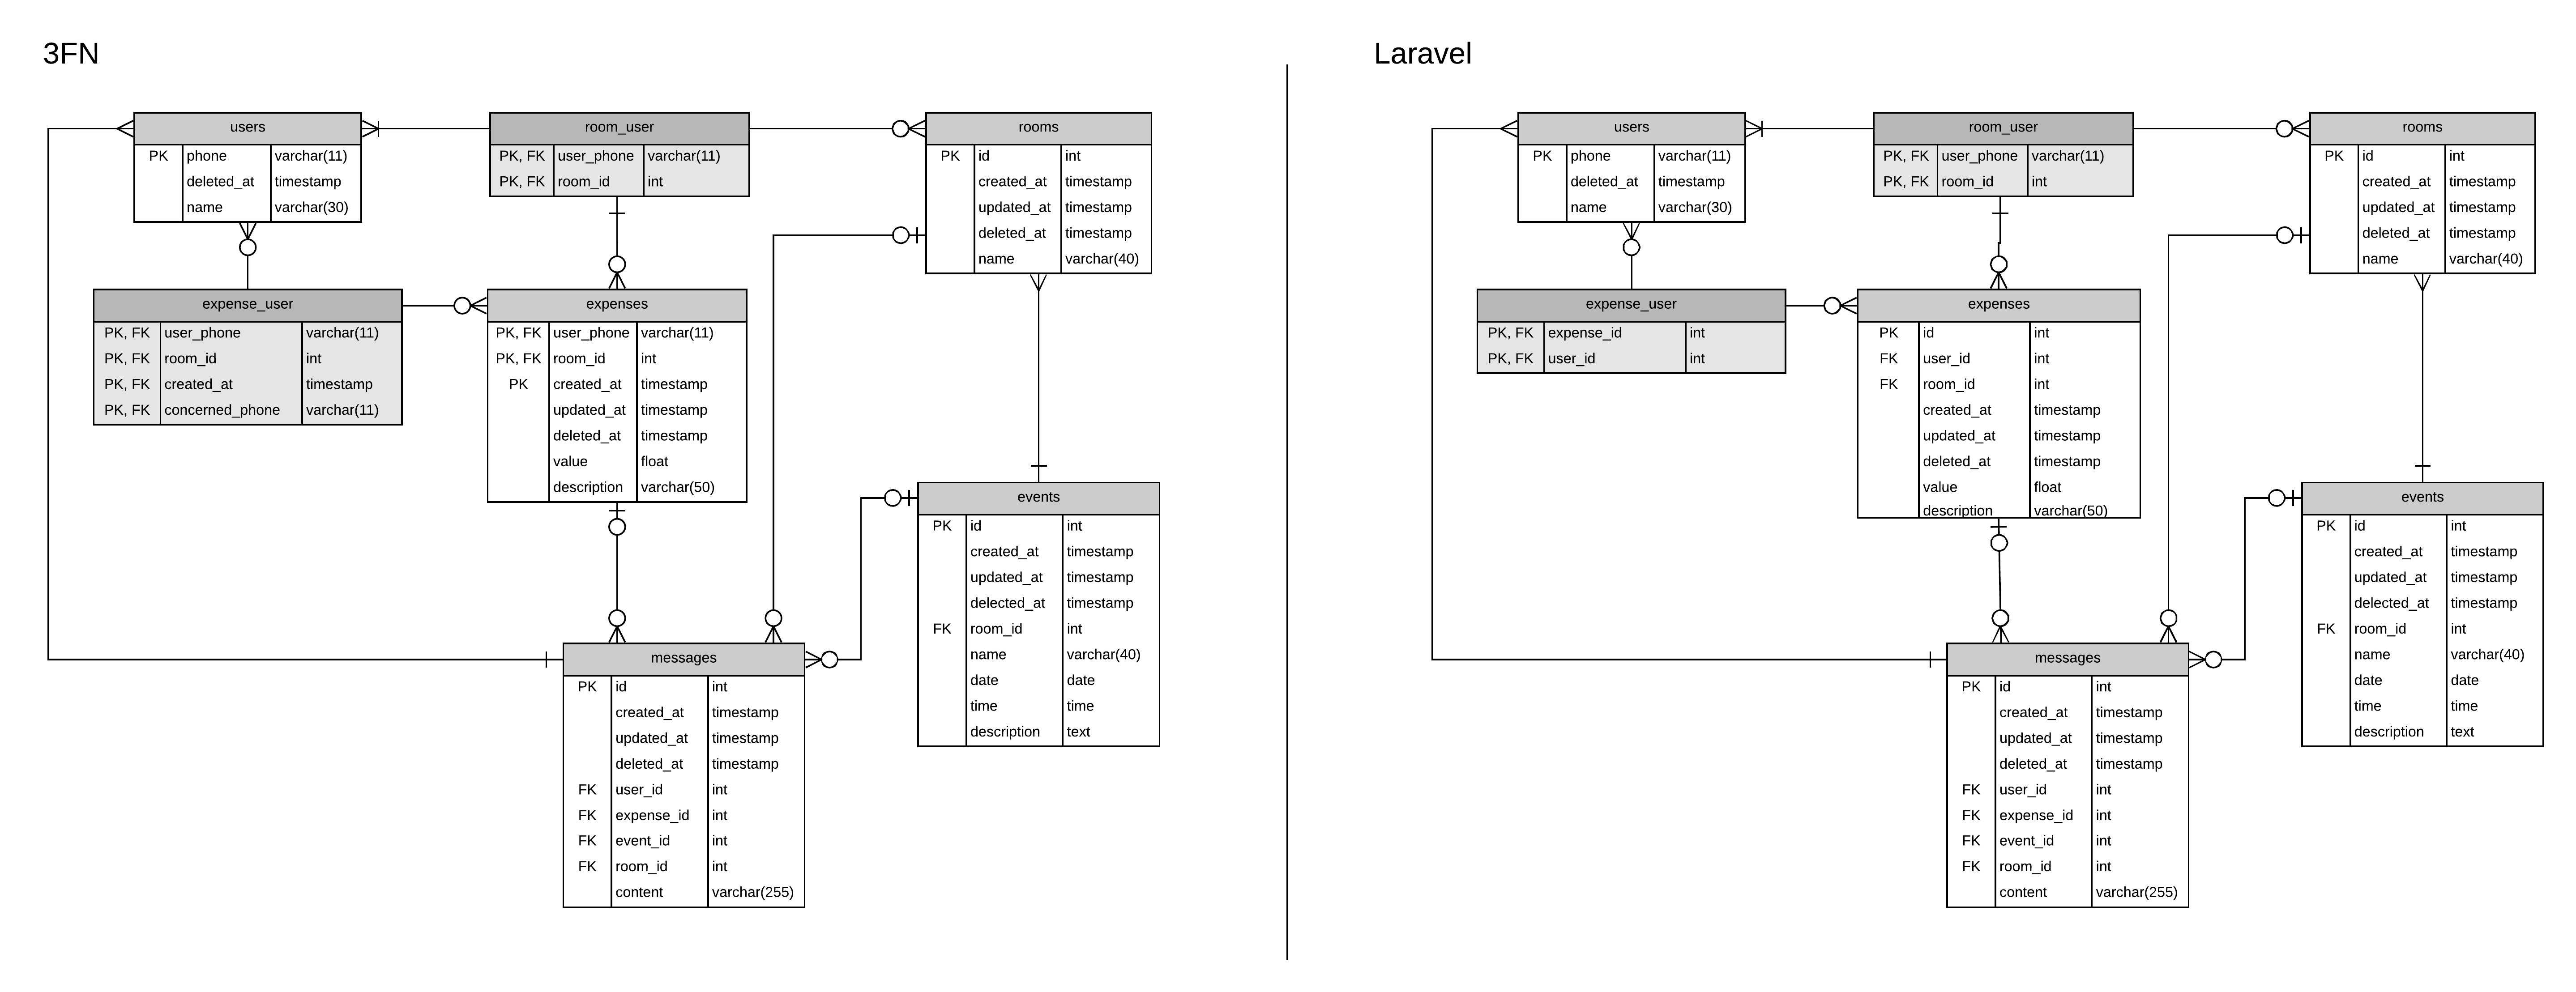 3FN
users
PK phone varchar(11)
deleted_at timestamp
name varchar(30)
room_user
PK, FK user_phone varchar(11)
PK, FK room_id int
rooms
PK id int
created_at timestamp
updated_at timestamp
deleted_at timestamp
name varchar(40)
expense_user
PK, FK user_phone varchar(11)
PK, FK room_id int
PK, FK created_at timestamp
PK, FK concerned_phone varchar(11)
expenses
PK, FK user_phone varchar(11)
PK, FK room_id int
PK created_at timestamp
updated_at timestamp
deleted_at timestamp
value float
description varchar(50)
events
PK id int
created_at timestamp
updated_at timestamp
delected_at timestamp
FK room_id int
name varchar(40)
date date
time time
description text
messages
PK id int
created_at timestamp
updated_at timestamp
deleted_at timestamp
FK user_id int
FK expense_id int
FK event_id int
FK room_id int
content varchar(255)
Laravel
users
PK phone varchar(11)
deleted_at timestamp
name varchar(30)
room_user
PK, FK user_phone varchar(11)
PK, FK room_id int
rooms
PK id int
created_at timestamp
updated_at timestamp
deleted_at timestamp
name varchar(40)
expense_user
PK, FK expense_id int
PK, FK user_id int
expenses
PK id int
FK user_id int
FK room_id int
created_at timestamp
updated_at timestamp
deleted_at timestamp
value float
description varchar(50)
events
PK id int
created_at timestamp
updated_at timestamp
delected_at timestamp
FK room_id int
name varchar(40)
date date
time time
description text
messages
PK id int
created_at timestamp
updated_at timestamp
deleted_at timestamp
FK user_id int
FK expense_id int
FK event_id int
FK room_id int
content varchar(255)